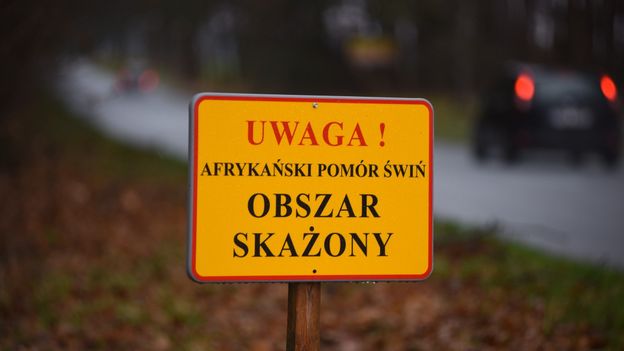 UWAGA !
AFRYKAŃSKI POMÓR ŚWIŃ
OBSZAR
SKAŻONY